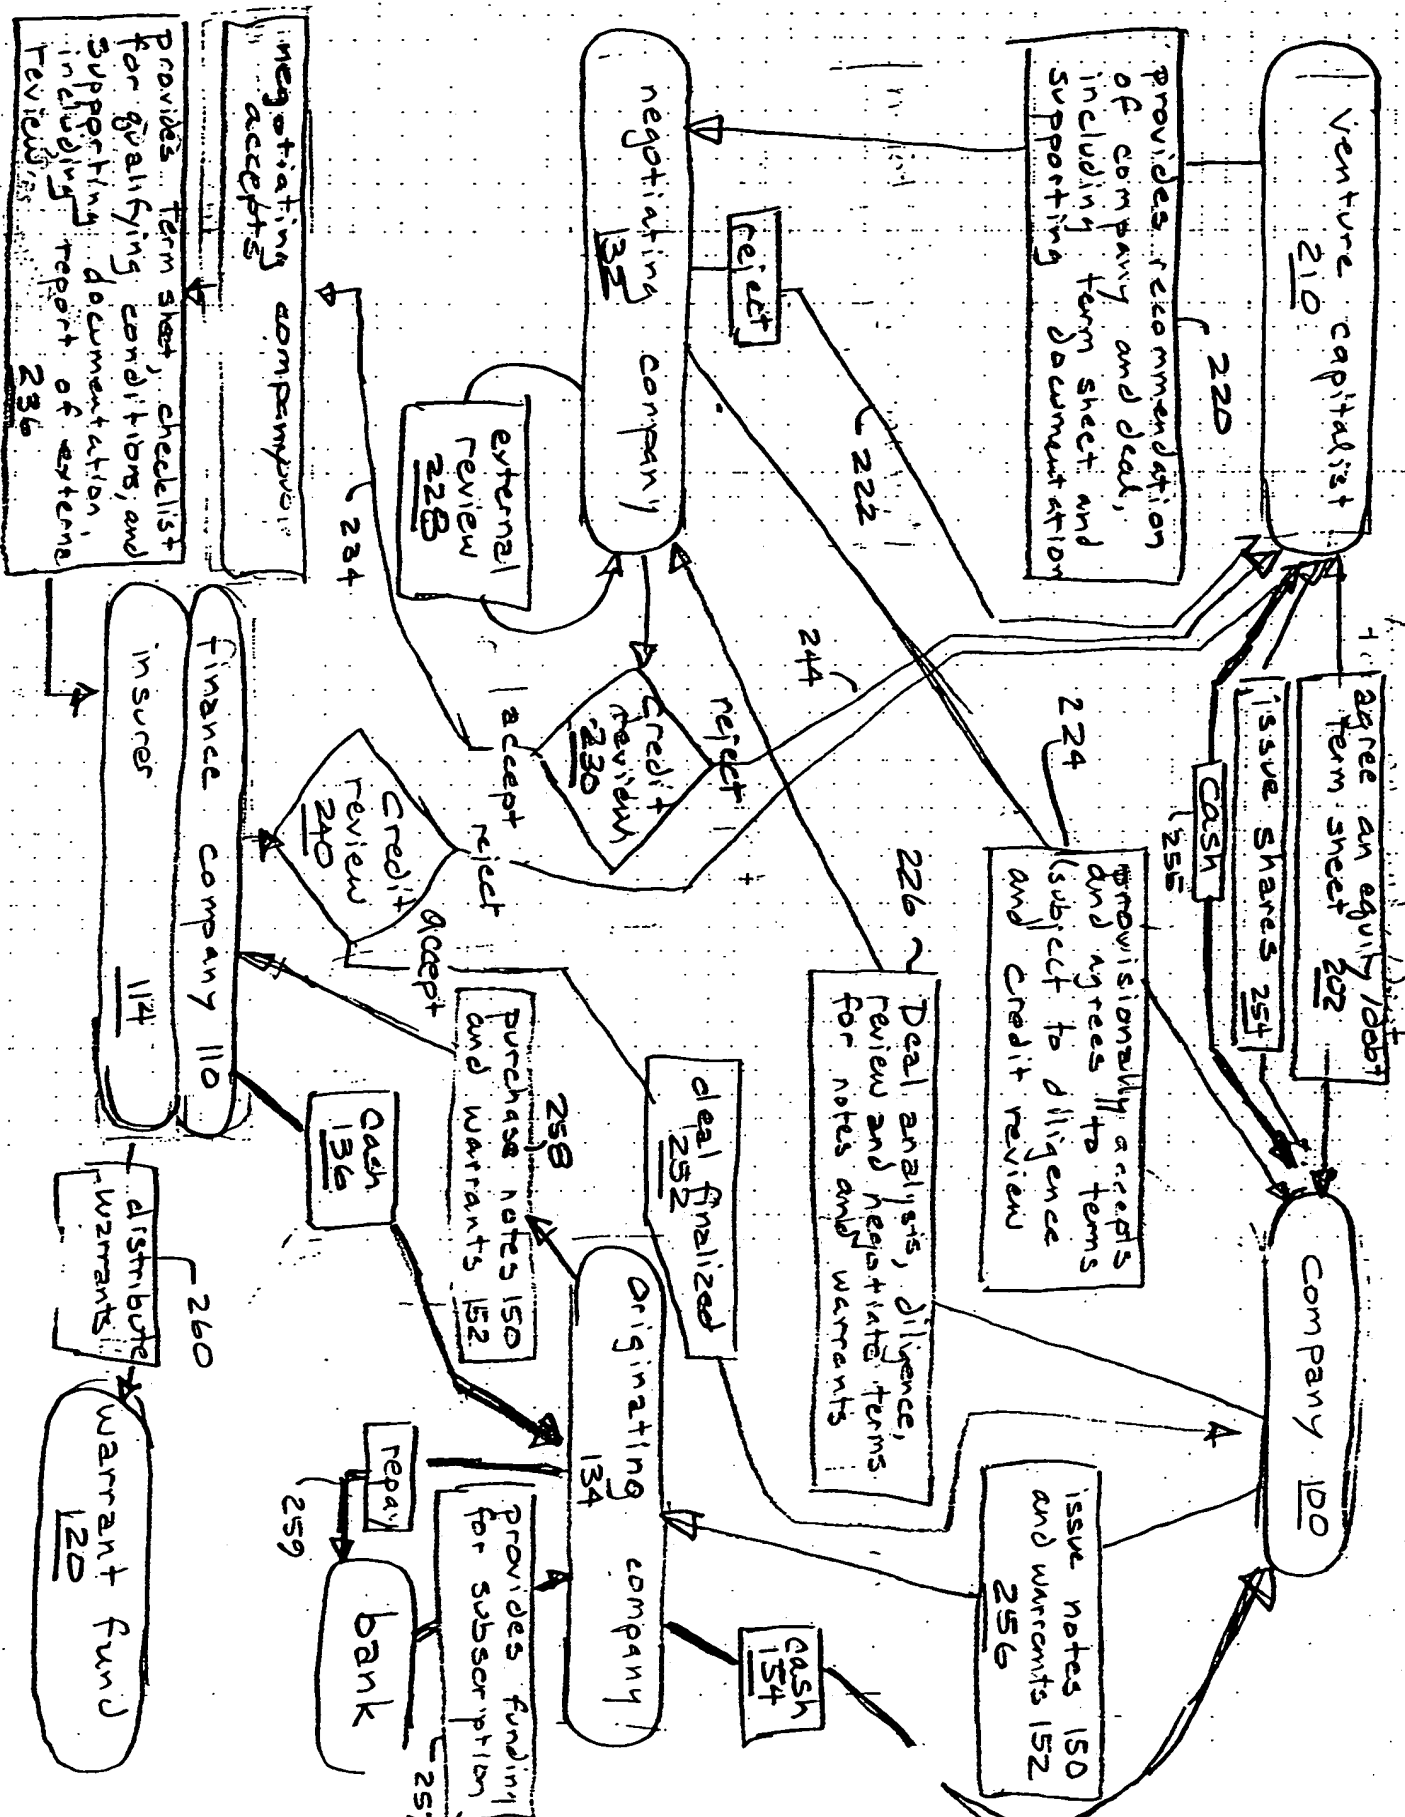 Venture capitalist
210
agree an equity/debt
term sheet 202
Company 100
issue shares 254
Cash
255
provides recommendation
of company and deal,
including term sheet and
supporting documentation
220
provisionally accepts
and agrees to terms
(subject to diligence
and credit review
224
issue notes 150
and warrants 152
256
reject
222
244
226
Deal analysis, diligence,
review and negotiate terms
for notes and warrants
cash
154
negotiating company
132
reject
credit
review
230
accept
deal finalized
252
Originating company
134
external
review
228
234
reject
258
purchase notes 150
and warrants 152
provides funding
for subscription
credit
review
240
accept
Cash
136
repay
259
bank
negotiating company
accepts
finance company 110
insurer 114
260
distribute
warrants
warrant fund
120
provides term sheet, checklist
for qualifying conditions, and
supporting documentation,
including report of
review
236